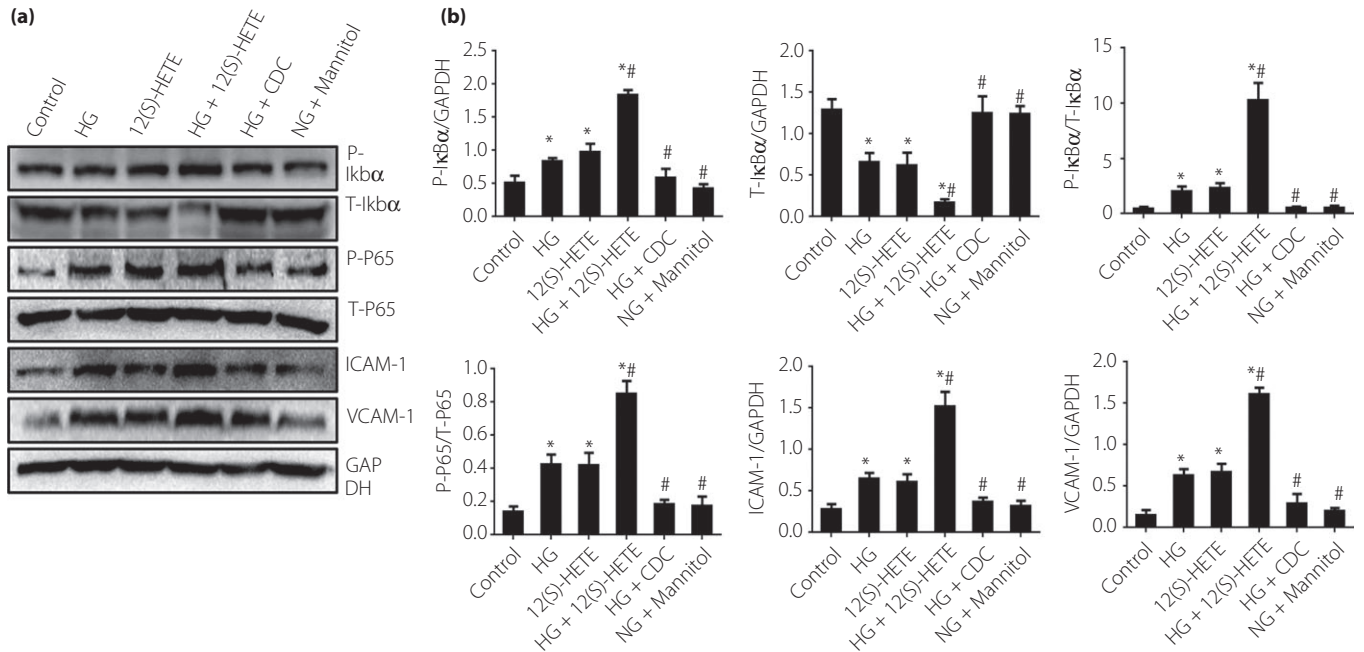 (a)
Control
HG
12(S)-HETE
HG + 12(S)-HETE
HG + CDC
NG + Mannitol
P-
Ikbα
T-Ikbα
P-P65
T-P65
ICAM-1
VCAM-1
GAP
DH
(b)
P-IκBα/GAPDH
2.5
2.0
1.5
1.0
0.5
0.0
*
*
*#
#
#
Control
HG
12(S)-HETE
HG + 12(S)-HETE
HG + CDC
NG + Mannitol
T-IκBα/GAPDH
2.0
1.5
1.0
0.5
0.0
*
*
*#
#
#
Control
HG
12(S)-HETE
HG + 12(S)-HETE
HG + CDC
NG + Mannitol
P-IκBα/T-IκBα
15
10
5
0
*
*
*#
#
#
Control
HG
12(S)-HETE
HG + 12(S)-HETE
HG + CDC
NG + Mannitol
P-P65/T-P65
1.0
0.8
0.6
0.4
0.2
0.0
*
*
*#
#
#
Control
HG
12(S)-HETE
HG + 12(S)-HETE
HG + CDC
NG + Mannitol
ICAM-1/GAPDH
2.0
1.5
1.0
0.5
0.0
*
*
*#
#
#
Control
HG
12(S)-HETE
HG + 12(S)-HETE
HG + CDC
NG + Mannitol
VCAM-1/GAPDH
2.0
1.5
1.0
0.5
0.0
*
*
*#
#
#
Control
HG
12(S)-HETE
HG + 12(S)-HETE
HG + CDC
NG + Mannitol